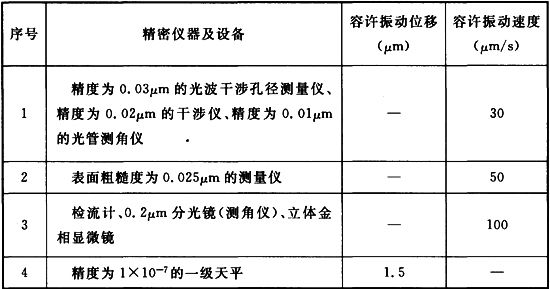 序号 精密仪器及设备 容许振动位移 容许振动速度
(μm) (μm/s)
1 精度为 0.03μm 的光波干涉孔径测量仪、
精度为 0.02μm 的干涉仪、精度为 0.01μm — 30
的光管测角仪
2 表面粗糙度为 0.025μm 的测量仪 — 50
3 检流计、0.2μm 分光镜(测角仪)、立体金 — 100
相显微镜
4 精度为 1×10⁻⁷ 的一级天平 1.5 —